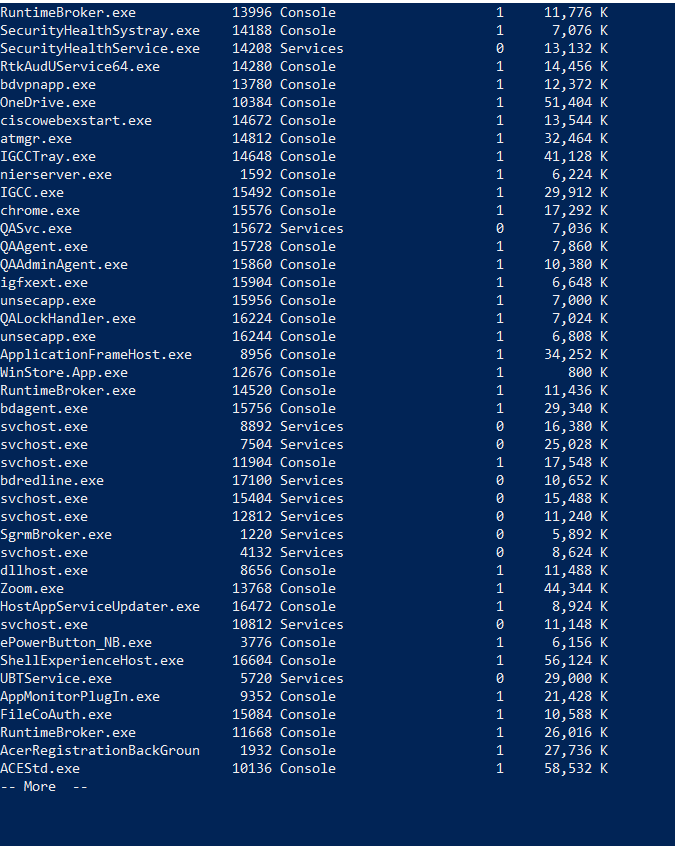 RuntimeBroker.exe 13996 Console 1 11,776 K
SecurityHealthSystray.exe 14188 Console 1 7,076 K
SecurityHealthService.exe 14208 Services 0 13,132 K
RtkAudUService64.exe 14280 Console 1 14,456 K
bdvpnapp.exe 13780 Console 1 12,372 K
OneDrive.exe 10384 Console 1 51,404 K
ciscowebexstart.exe 14672 Console 1 13,544 K
atmgr.exe 14812 Console 1 32,464 K
IGCCTray.exe 14648 Console 1 41,128 K
nierserver.exe 1592 Console 1 6,224 K
IGCC.exe 15492 Console 1 29,912 K
chrome.exe 15576 Console 1 17,292 K
QASvc.exe 15672 Services 0 7,036 K
QAAgent.exe 15728 Console 1 7,860 K
QAAdminAgent.exe 15860 Console 1 10,380 K
igfxext.exe 15904 Console 1 6,648 K
unsecapp.exe 15956 Console 1 7,000 K
QALockHandler.exe 16224 Console 1 7,024 K
unsecapp.exe 16244 Console 1 6,808 K
ApplicationFrameHost.exe 8956 Console 1 34,252 K
WinStore.App.exe 12676 Console 1 800 K
RuntimeBroker.exe 14520 Console 1 11,436 K
bdagent.exe 15756 Console 1 29,340 K
svchost.exe 8892 Services 0 16,380 K
svchost.exe 7504 Services 0 25,028 K
svchost.exe 11904 Console 1 17,548 K
bdredline.exe 17100 Services 0 10,652 K
svchost.exe 15404 Services 0 15,488 K
svchost.exe 12812 Services 0 11,240 K
SgrmBroker.exe 1220 Services 0 5,892 K
svchost.exe 4132 Services 0 8,624 K
dllhost.exe 8656 Console 1 11,488 K
Zoom.exe 13768 Console 1 44,344 K
HostAppServiceUpdater.exe 16472 Console 1 8,924 K
svchost.exe 10812 Services 0 11,148 K
ePowerButton_NB.exe 3776 Console 1 6,156 K
ShellExperienceHost.exe 16604 Console 1 56,124 K
UBTService.exe 5720 Services 0 29,000 K
AppMonitorPlugIn.exe 9352 Console 1 21,428 K
FileCoAuth.exe 15084 Console 1 10,588 K
RuntimeBroker.exe 11668 Console 1 26,016 K
AcerRegistrationBackGroun 1932 Console 1 27,736 K
ACEStd.exe 10136 Console 1 58,532 K
-- More --